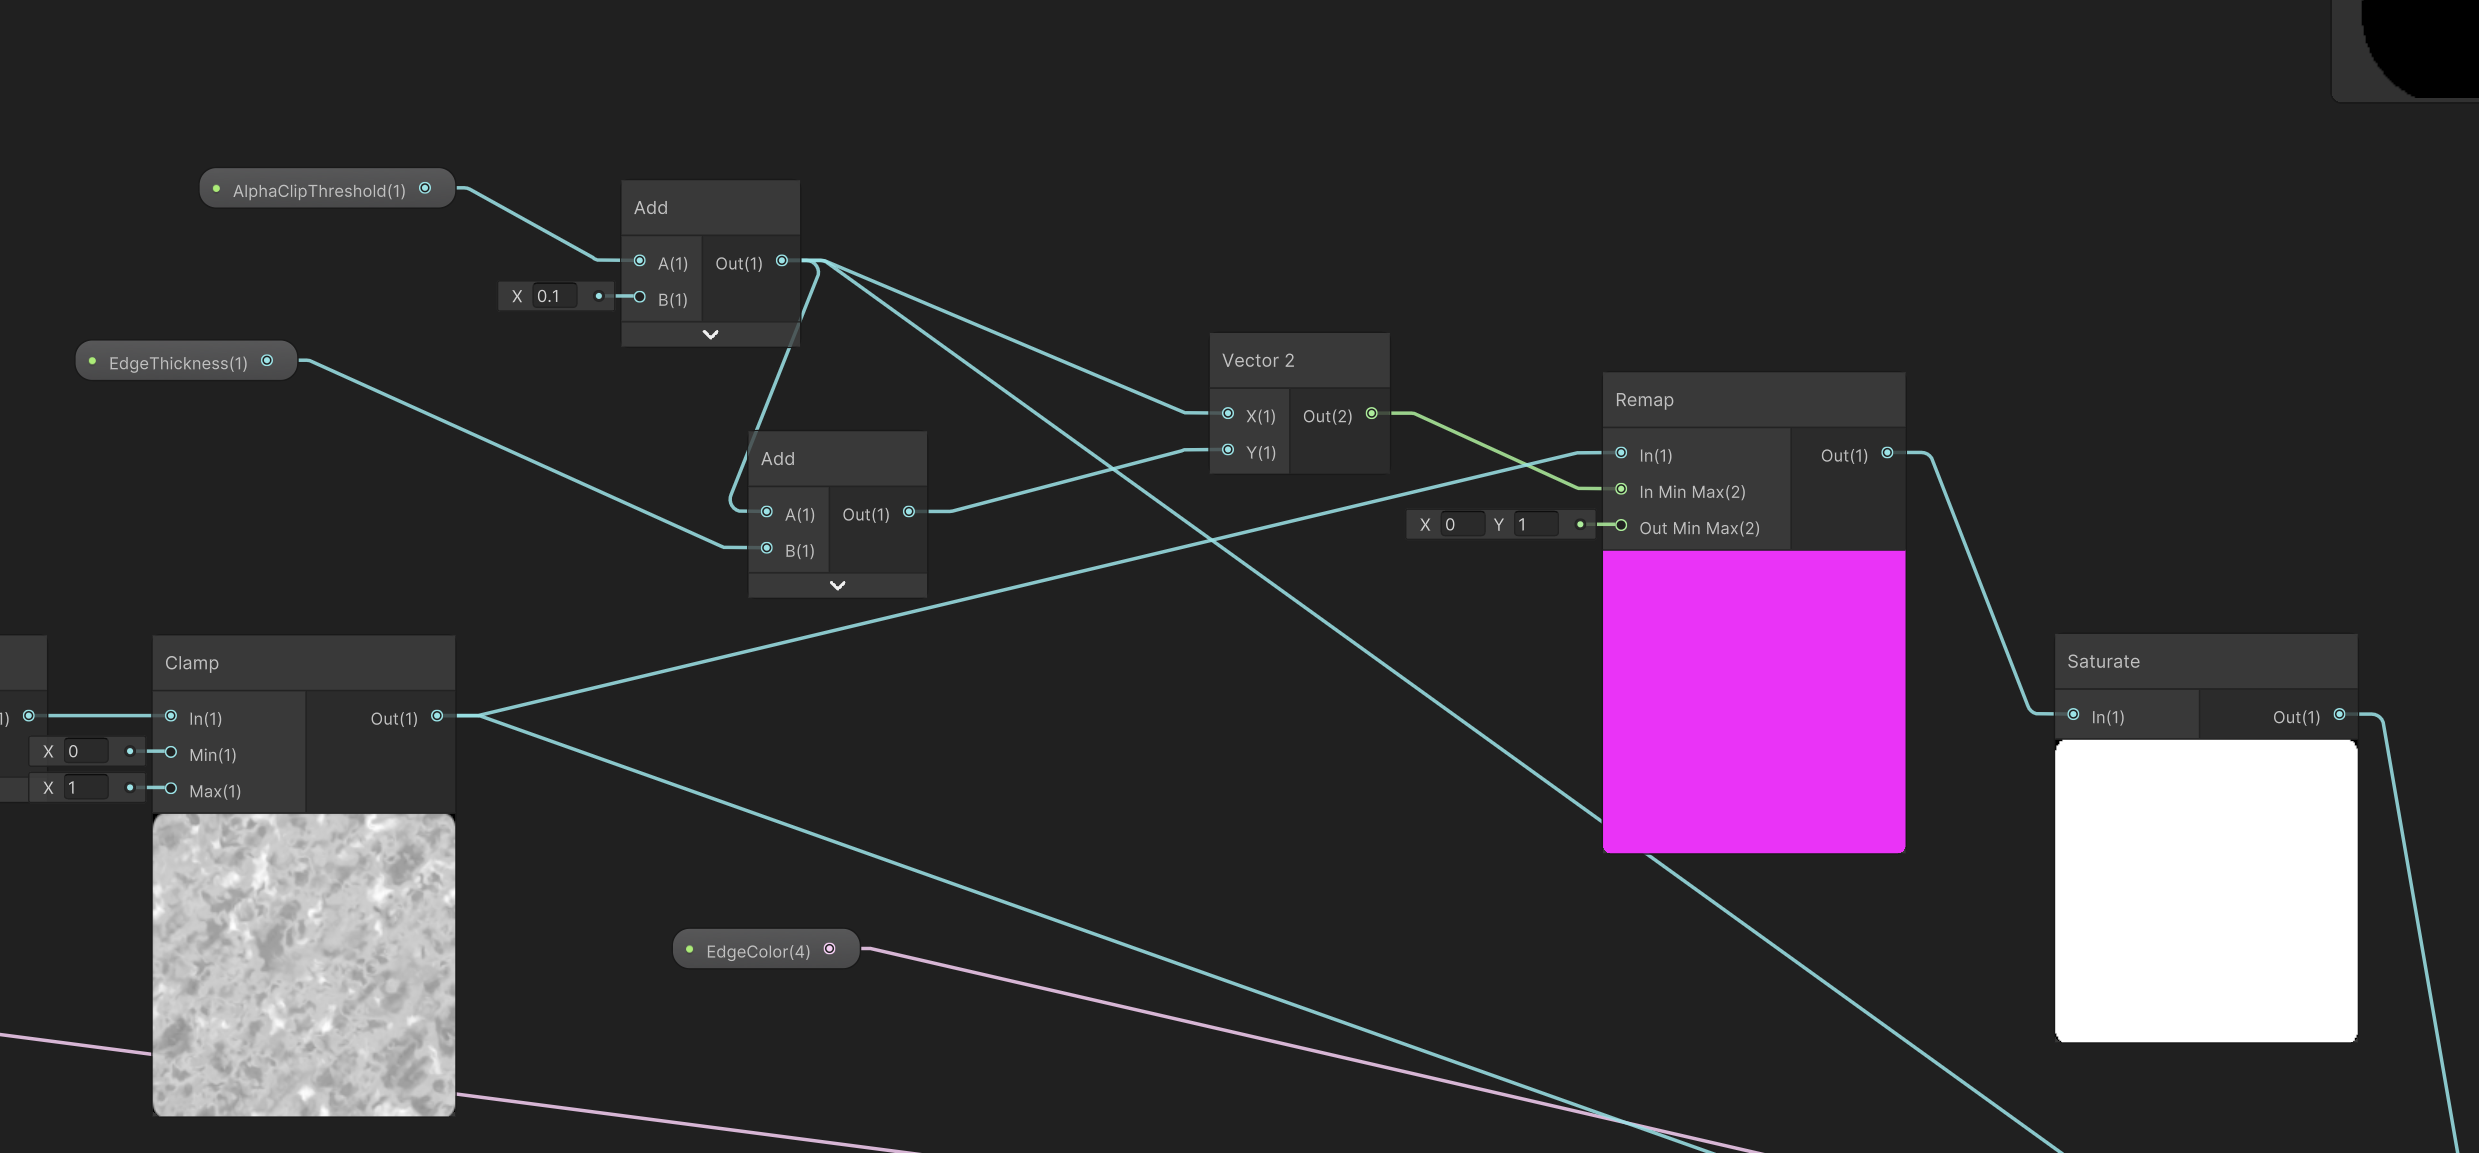 AlphaClipThreshold(1)
Add
A(1) Out(1)
X 0.1 B(1)
EdgeThickness(1)
Vector 2
X(1) Out(2)
Y(1)
Remap
In(1) Out(1)
In Min Max(2)
X 0 Y 1 Out Min Max(2)
Add
A(1) Out(1)
B(1)
Clamp
In(1) Out(1)
X 0 Min(1)
X 1 Max(1)
Saturate
In(1) Out(1)
EdgeColor(4)